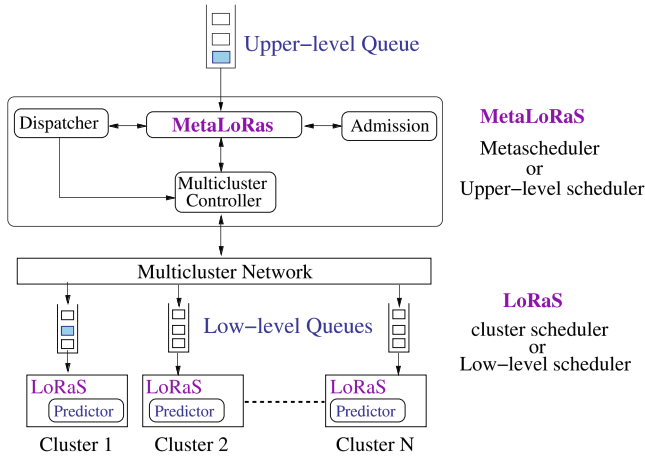 Upper−level Queue
Dispatcher
MetaLoRas
Admission
MetaLoRaS
Metascheduler
or
Upper−level scheduler
Multicluster
Controller
Multicluster Network
Low−level Queues
LoRaS
cluster scheduler
or
Low−level scheduler
LoRaS
Predictor
LoRaS
Predictor
LoRaS
Predictor
Cluster 1
Cluster 2
Cluster N